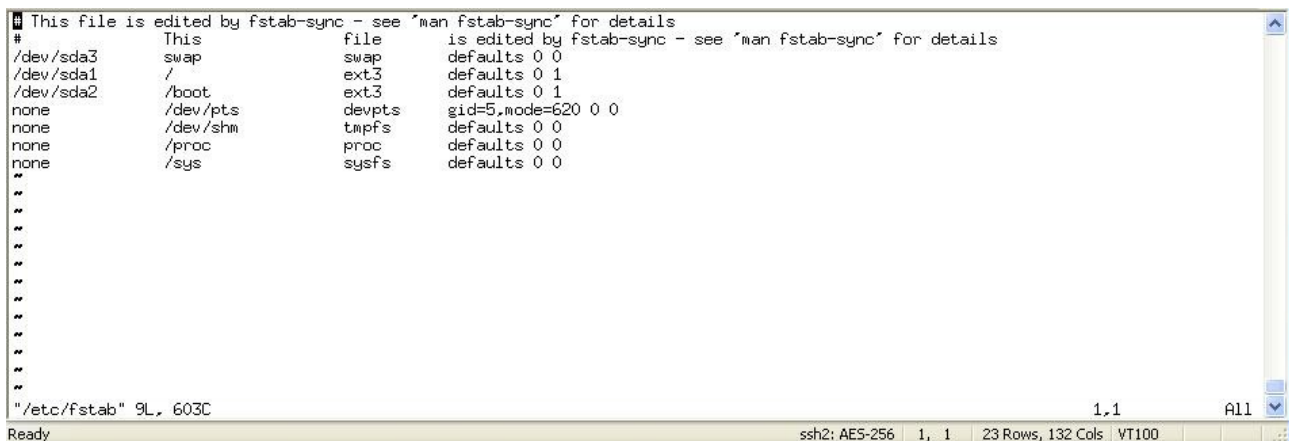 # This file is edited by fstab-sync - see 'man fstab-sync' for details
# This file is edited by fstab-sync - see 'man fstab-sync' for details
/dev/sda3 swap swap defaults 0 0
/dev/sda1 / ext3 defaults 0 1
/dev/sda2 /boot ext3 defaults 0 1
none /dev/pts devpts gid=5,mode=620 0 0
none /dev/shm tmpfs defaults 0 0
none /proc proc defaults 0 0
none /sys sysfs defaults 0 0
~
~
~
~
~
~
~
~
~
~
~
~
~
"/etc/fstab" 9L, 603C 1,1 All
Ready ssh2: AES-256 1, 1 23 Rows, 132 Cols VT100